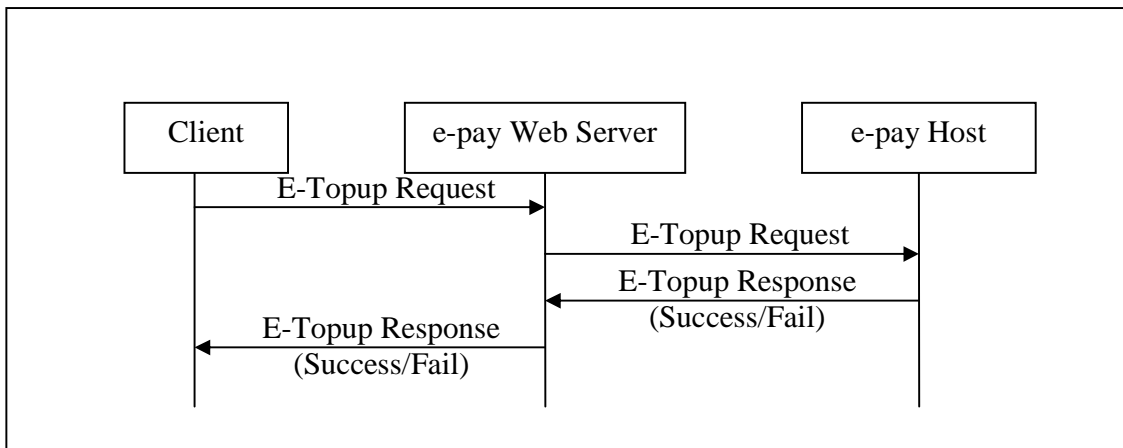 Client
e-pay Web Server
e-pay Host
E-Topup Request
E-Topup Request
E-Topup Response
(Success/Fail)
E-Topup Response
(Success/Fail)